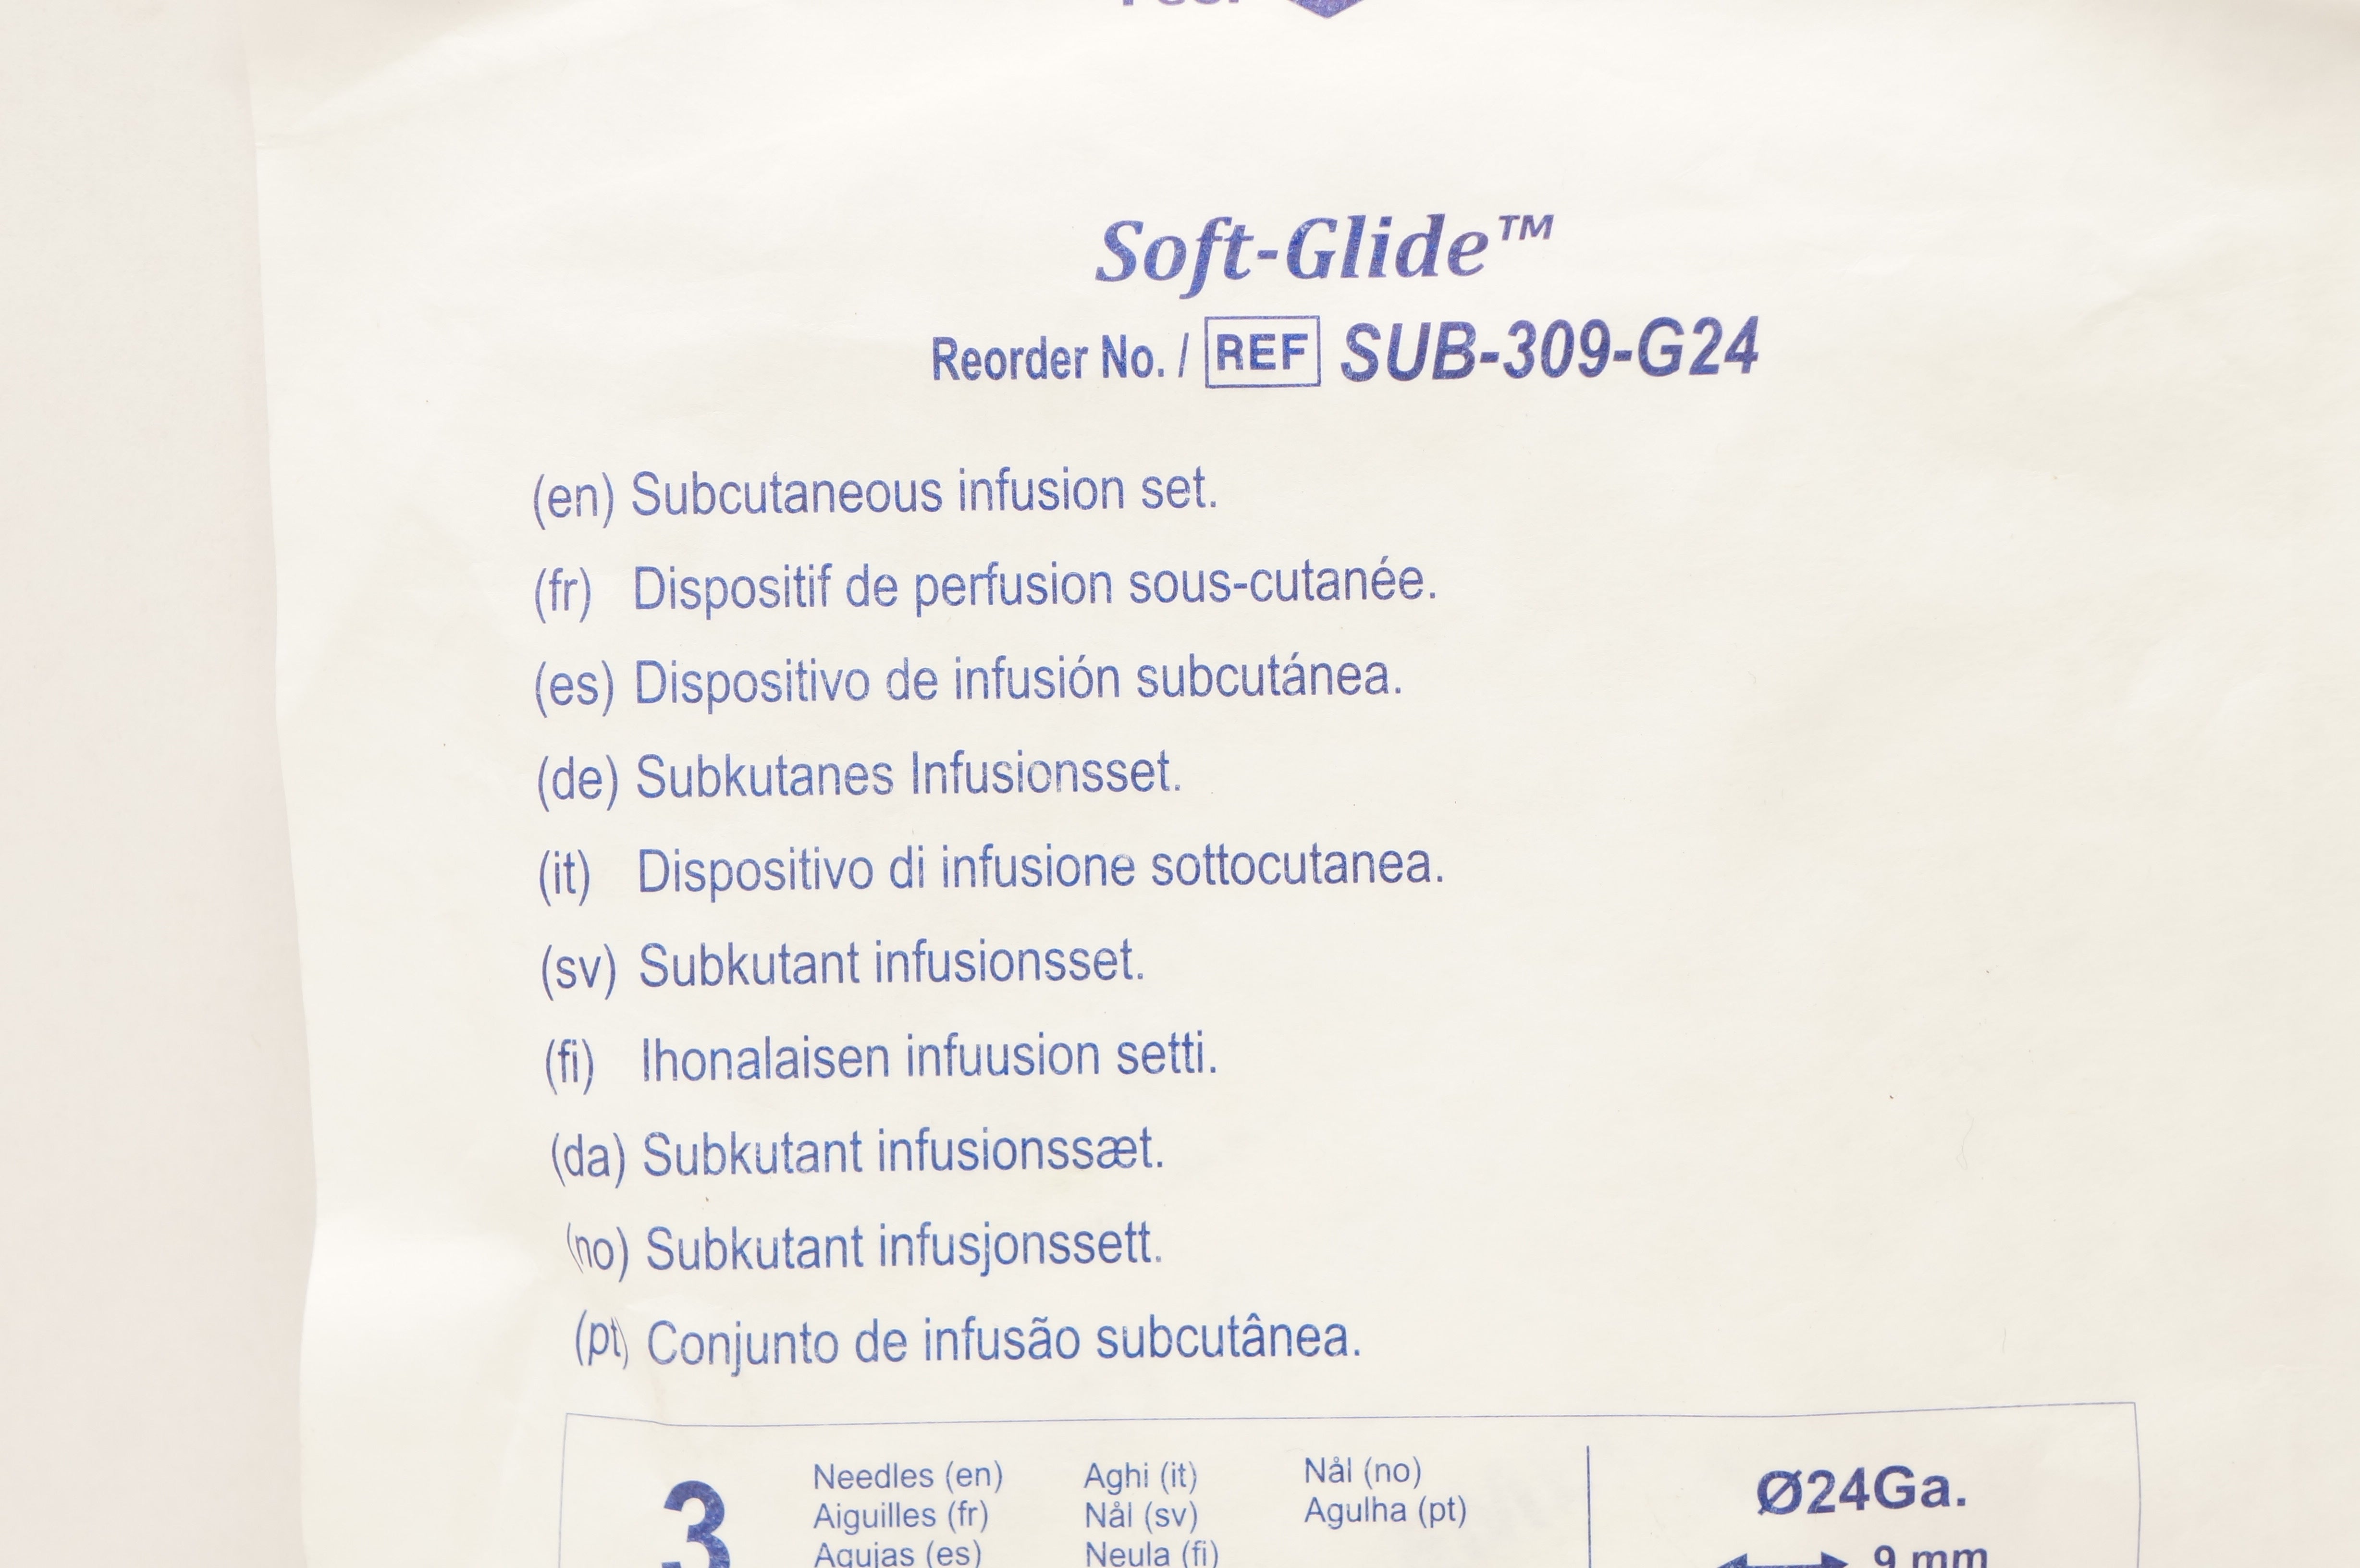 Soft-Glide™
Reorder No. / REF SUB-309-G24
(en) Subcutaneous infusion set.
(fr) Dispositif de perfusion sous-cutanée.
(es) Dispositivo de infusión subcutánea.
(de) Subkutanes Infusionsset.
(it) Dispositivo di infusione sottocutanea.
(sv) Subkutant infusionsset.
(fi) Ihonalaisen infuusion setti.
(da) Subkutant infusionssæt.
(no) Subkutant infusjonssett.
(pt) Conjunto de infusão subcutânea.
3
Needles (en)
Aiguilles (fr)
Agujas (es)
Aghi (it)
Nål (sv)
Neula (fi)
Nål (no)
Agulha (pt)
Ø24Ga.
9 mm